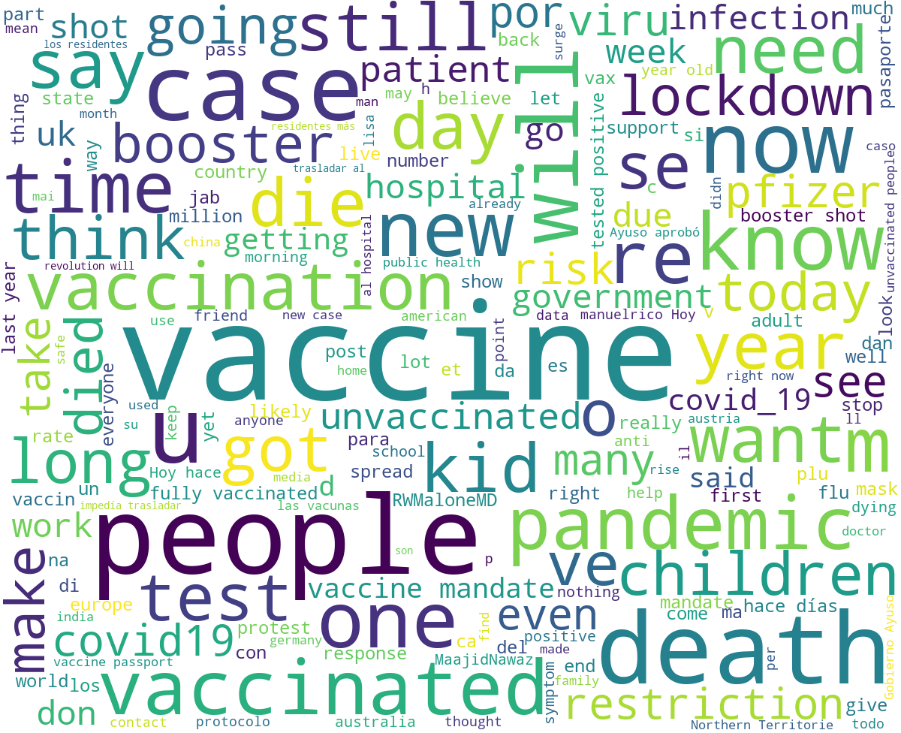 part
mean
shot
los residentes
going
still
por
back
surge
viru
infection
much
say
case
pass
patient
week
vax
need
year old
pasaporte
thing
state
month
uk
way
booster
residentes más
man
may
h
lisa
believe
let
day
go
will
tested positive
support
lockdown
si
now
caso
mai
time
country
jab
million
live
number
trasladar al
already
die
hospital
new
se
c
didn
pfizer
booster shot
due
Ayuso aprobó
unvaccinated people
think
china
getting
morning
al hospital
public health
show
risk
re
know
look
last year
revolution will
vaccination
use
friend
new case
american
point
government
data
manuelrico Hoy
v
today
adult
dan
well
take
safe
died
vaccine
post
home
lot
et
da
es
year
right now
see
everyone
used
su
keep
yet
likely
anyone
unvaccinated
o
really
anti
covid_19
austria
stop
ll
u
rate
long
got
para
school
spread
kid
many
rise
il
want
m
said
plu
mask
vaccin
un
Hoy hace
fully vaccinated
media
d
RWMaloneMD
right
help
first
flu
dying
impedia trasladar
las vacunas
work
people
son
p
pandemic
doctor
na
di
make
test
vaccine mandate
nothing
ve
children
europe
india
one
even
mandate
come
ma
hace días
covid19
protest
germany
con
response
ca
find
del
positive
made
MaajidNawaz
death
per
Gobierno Ayuso
vaccine passport
world
los
vaccinated
symptom
end
family
restriction
give
don
contact
protocolo
australia
thought
Northern Territorie
todo